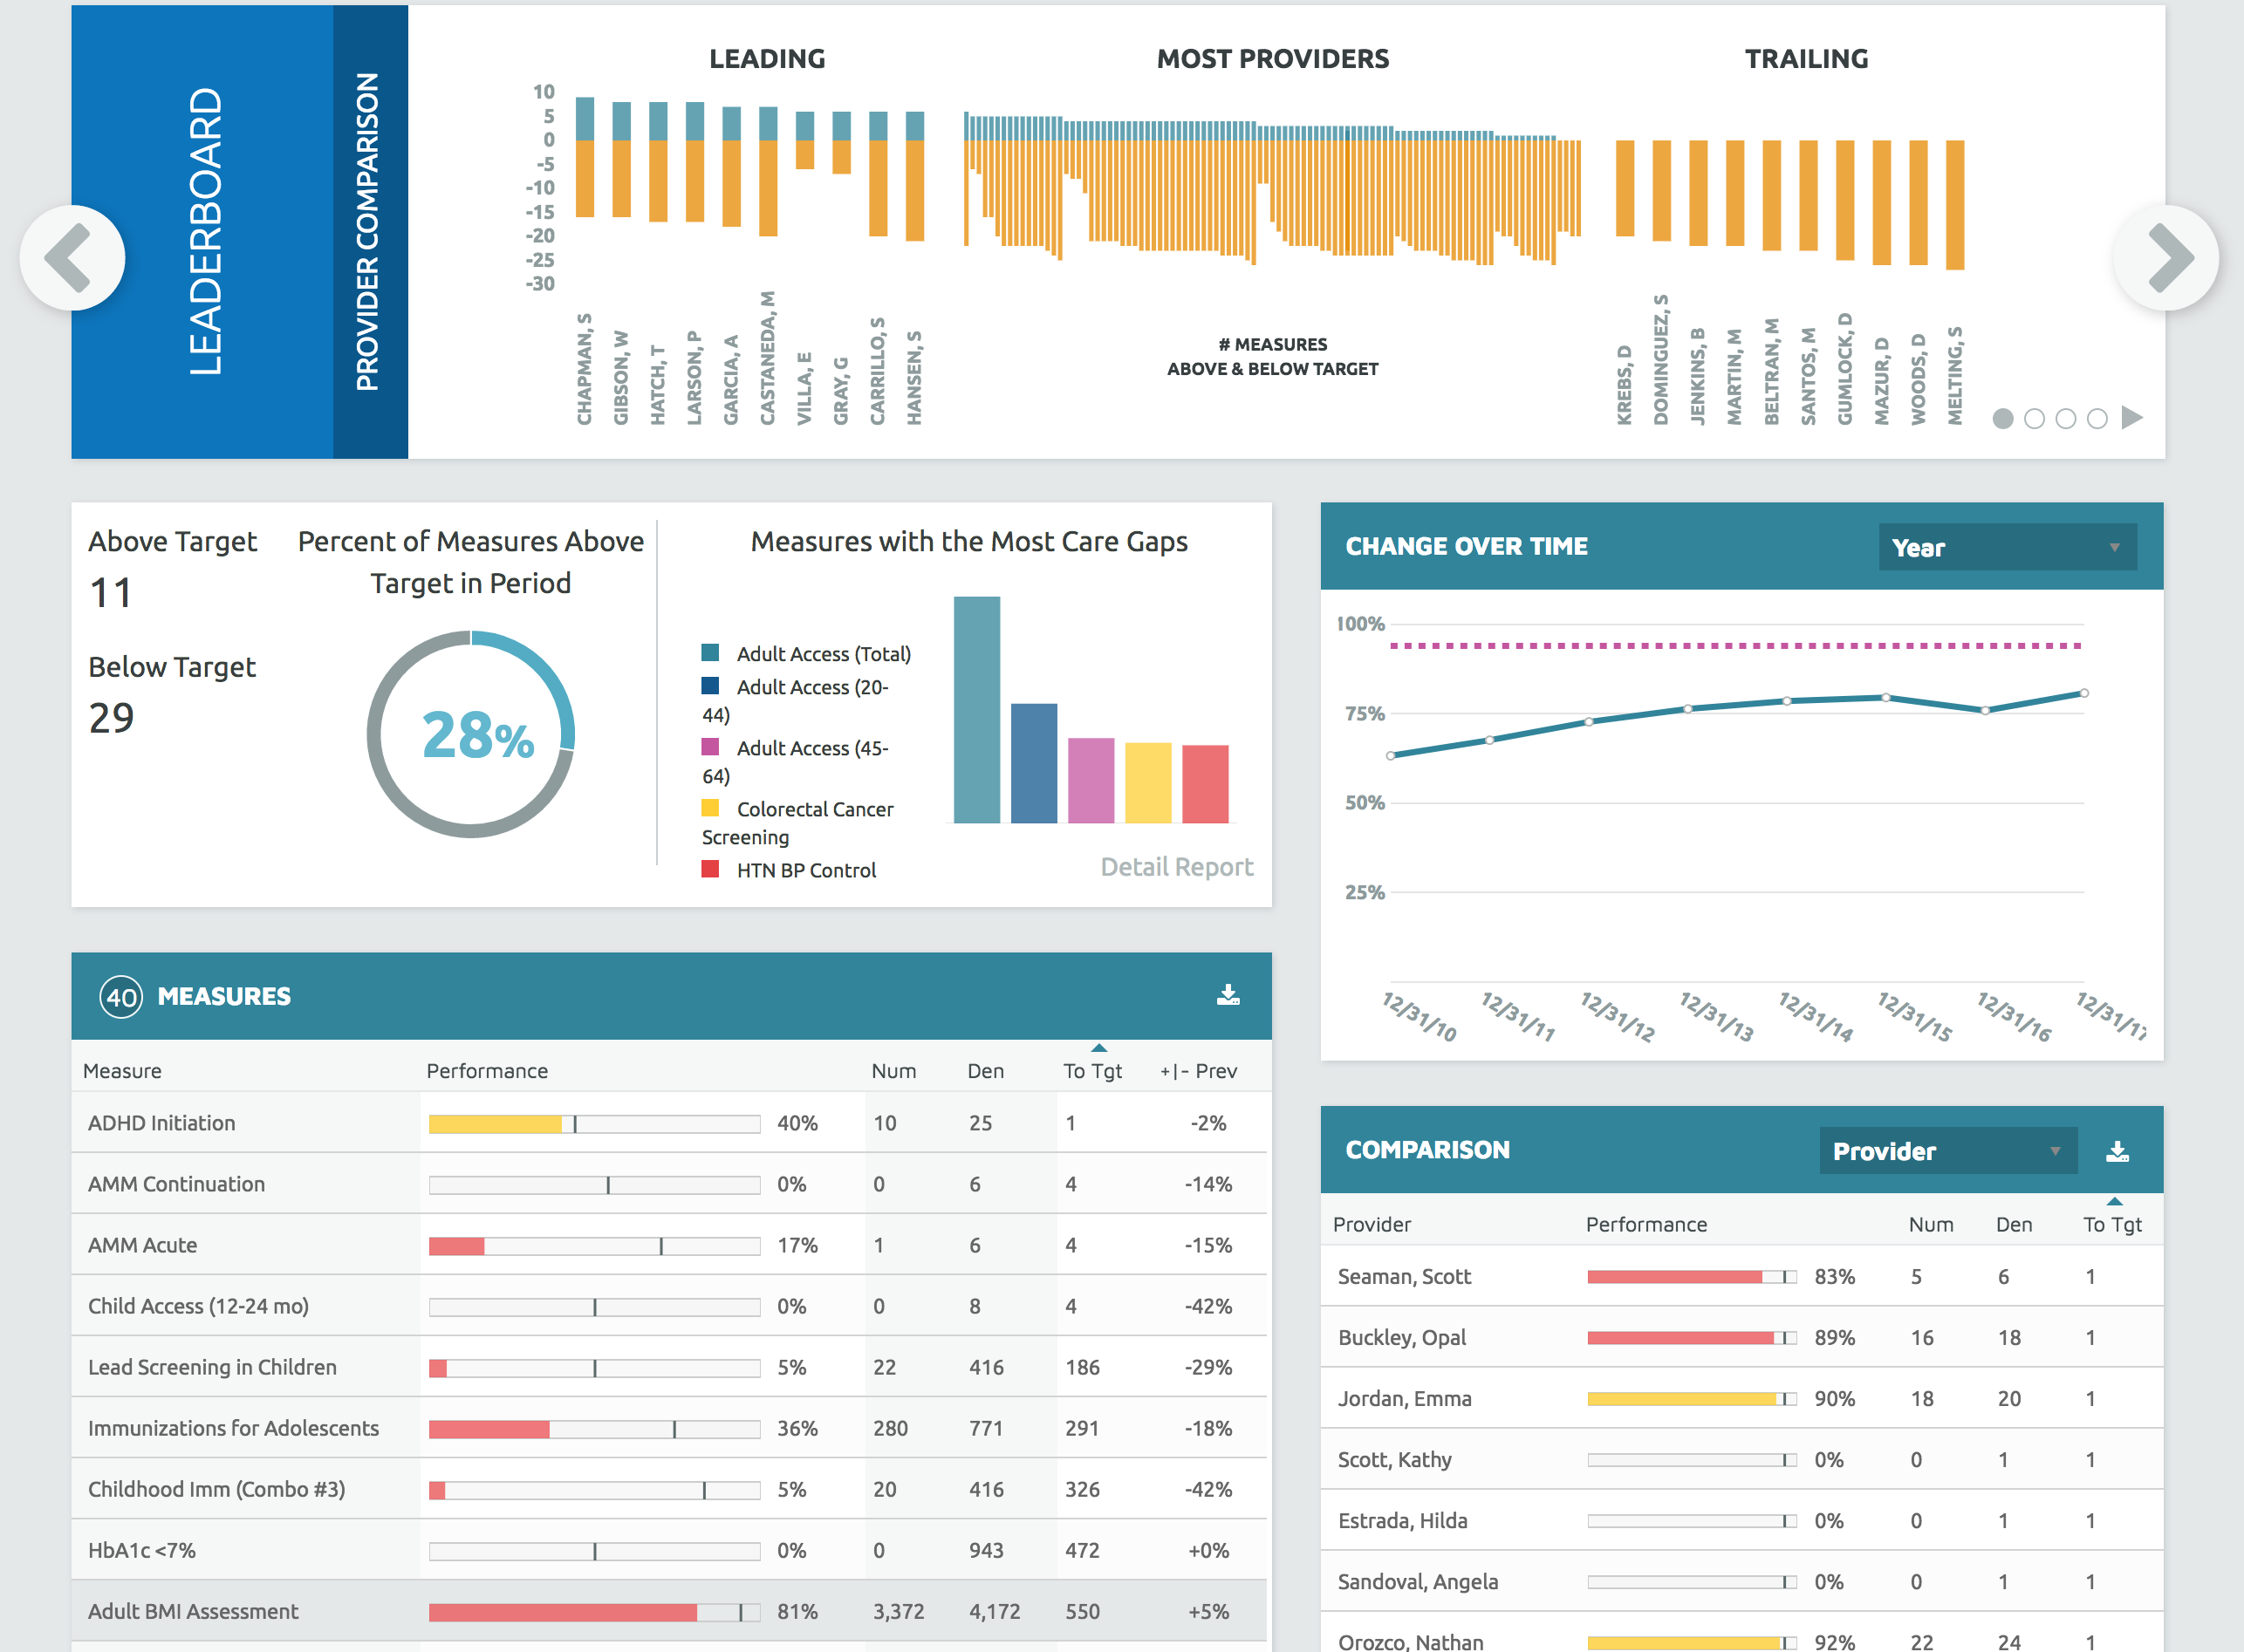 LEADERBOARD
PROVIDER COMPARISON
LEADING
MOST PROVIDERS
TRAILING
10
5
0
-5
-10
-15
-20
-25
-30
CHAPMAN, S
GIBSON, W
HATCH, T
LARSON, P
GARCIA, A
CASTANEDA, M
VILLA, E
GRAY, G
CARRILLO, S
HANSEN, S
# MEASURES
ABOVE & BELOW TARGET
KREBS, D
DOMINGUEZ, S
JENKINS, B
MARTIN, M
BELTRAN, M
SANTOS, M
GUMLOCK, D
MAZUR, D
WOODS, D
MELTING, S
Above Target
11
Below Target
29
Percent of Measures Above
Target in Period
28%
Measures with the Most Care Gaps
Adult Access (Total)
Adult Access (20-
44)
Adult Access (45-
64)
Colorectal Cancer
Screening
HTN BP Control
Detail Report
CHANGE OVER TIME
Year
100%
75%
50%
25%
12/31/10
12/31/11
12/31/12
12/31/13
12/31/14
12/31/15
12/31/16
12/31/17
40 MEASURES
Measure Performance Num Den To Tgt +|- Prev
ADHD Initiation 40% 10 25 1 -2%
AMM Continuation 0% 0 6 4 -14%
AMM Acute 17% 1 6 4 -15%
Child Access (12-24 mo) 0% 0 8 4 -42%
Lead Screening in Children 5% 22 416 186 -29%
Immunizations for Adolescents 36% 280 771 291 -18%
Childhood Imm (Combo #3) 5% 20 416 326 -42%
HbA1c <7% 0% 0 943 472 +0%
Adult BMI Assessment 81% 3,372 4,172 550 +5%
COMPARISON
Provider
Provider Performance Num Den To Tgt
Seaman, Scott 83% 5 6 1
Buckley, Opal 89% 16 18 1
Jordan, Emma 90% 18 20 1
Scott, Kathy 0% 0 1 1
Estrada, Hilda 0% 0 1 1
Sandoval, Angela 0% 0 1 1
Orozco, Nathan 92% 22 24 1